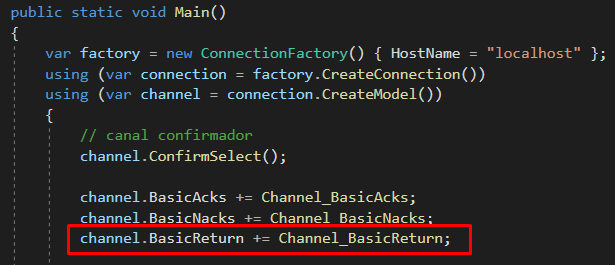 public static void Main()
{
var factory = new ConnectionFactory() { HostName = "localhost" };
using (var connection = factory.CreateConnection())
using (var channel = connection.CreateModel())
{
// canal confirmador
channel.ConfirmSelect();
channel.BasicAcks += Channel_BasicAcks;
channel.BasicNacks += Channel_BasicNacks;
channel.BasicReturn += Channel_BasicReturn;